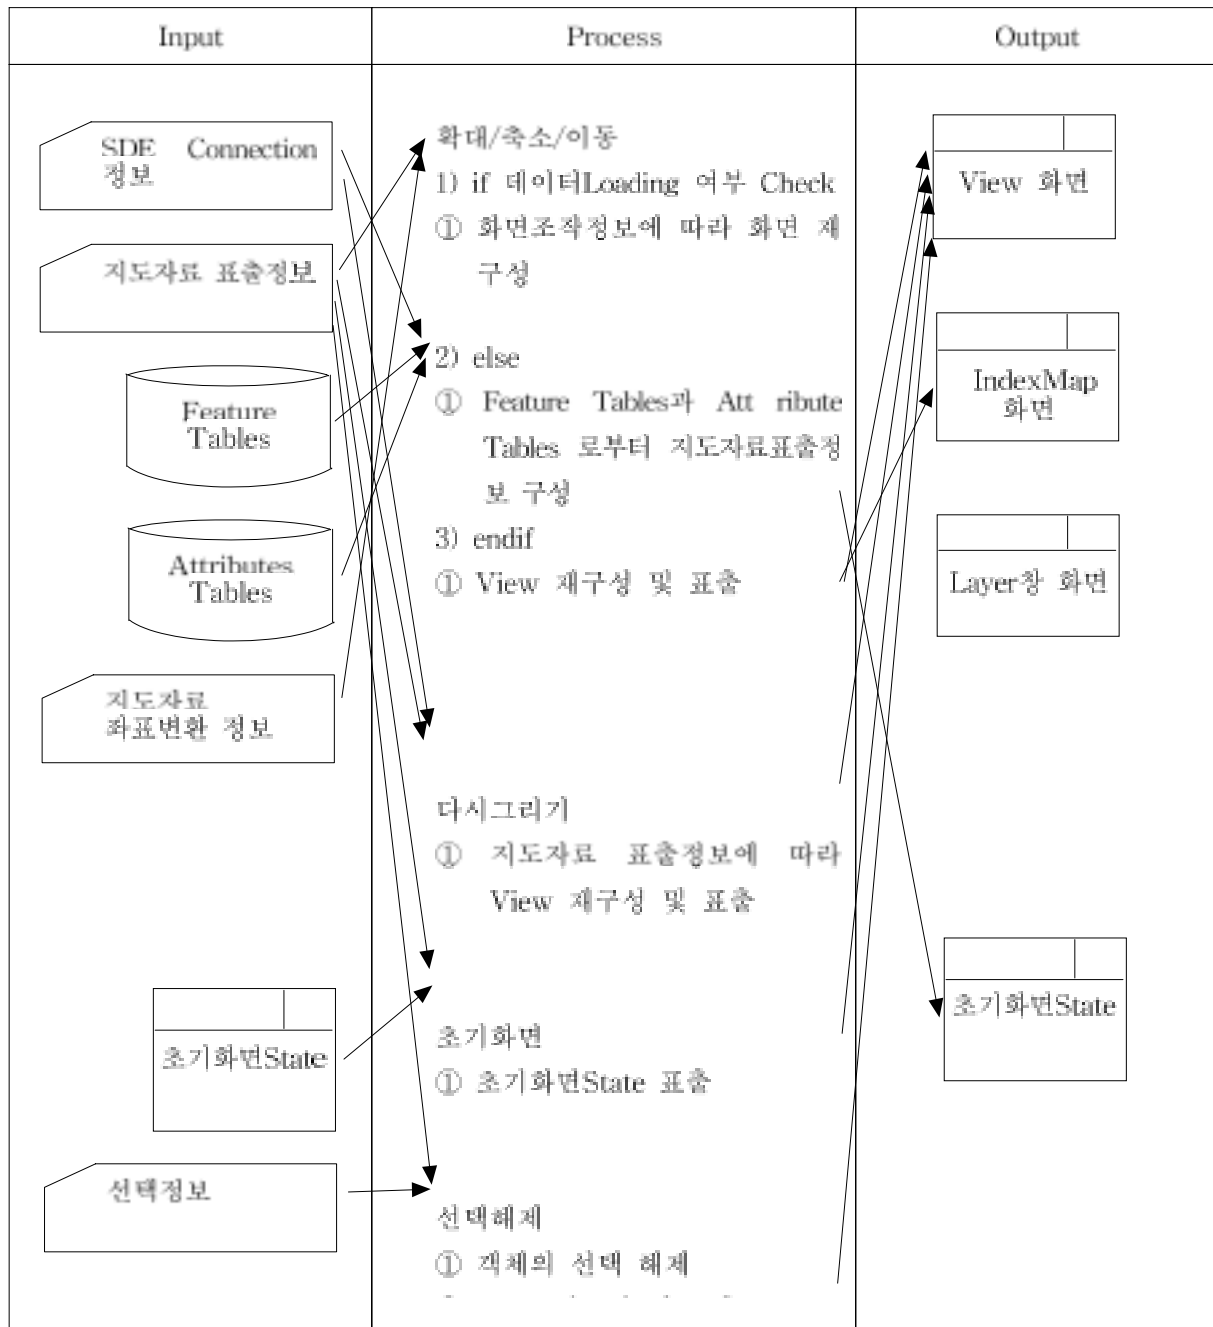 Input
Process
Output
SDE Connection
정보
지도자료 표출정보
Feature
Tables
Attributes
Tables
지도자료
좌표변환 정보
초기화면State
선택정보
확대/축소/이동
1) if 데이터Loading 여부 Check
① 화면조작정보에 따라 화면 재
구성
2) else
① Feature Tables과 Att ribute
Tables 로부터 지도자료표출정
보 구성
3) endif
① View 재구성 및 표출
다시그리기
① 지도자료 표출정보에 따라
View 재구성 및 표출
초기화면
① 초기화면State 표출
선택해제
① 객체의 선택 해제
View 화면
IndexMap
화면
Layer창 화면
초기화면State